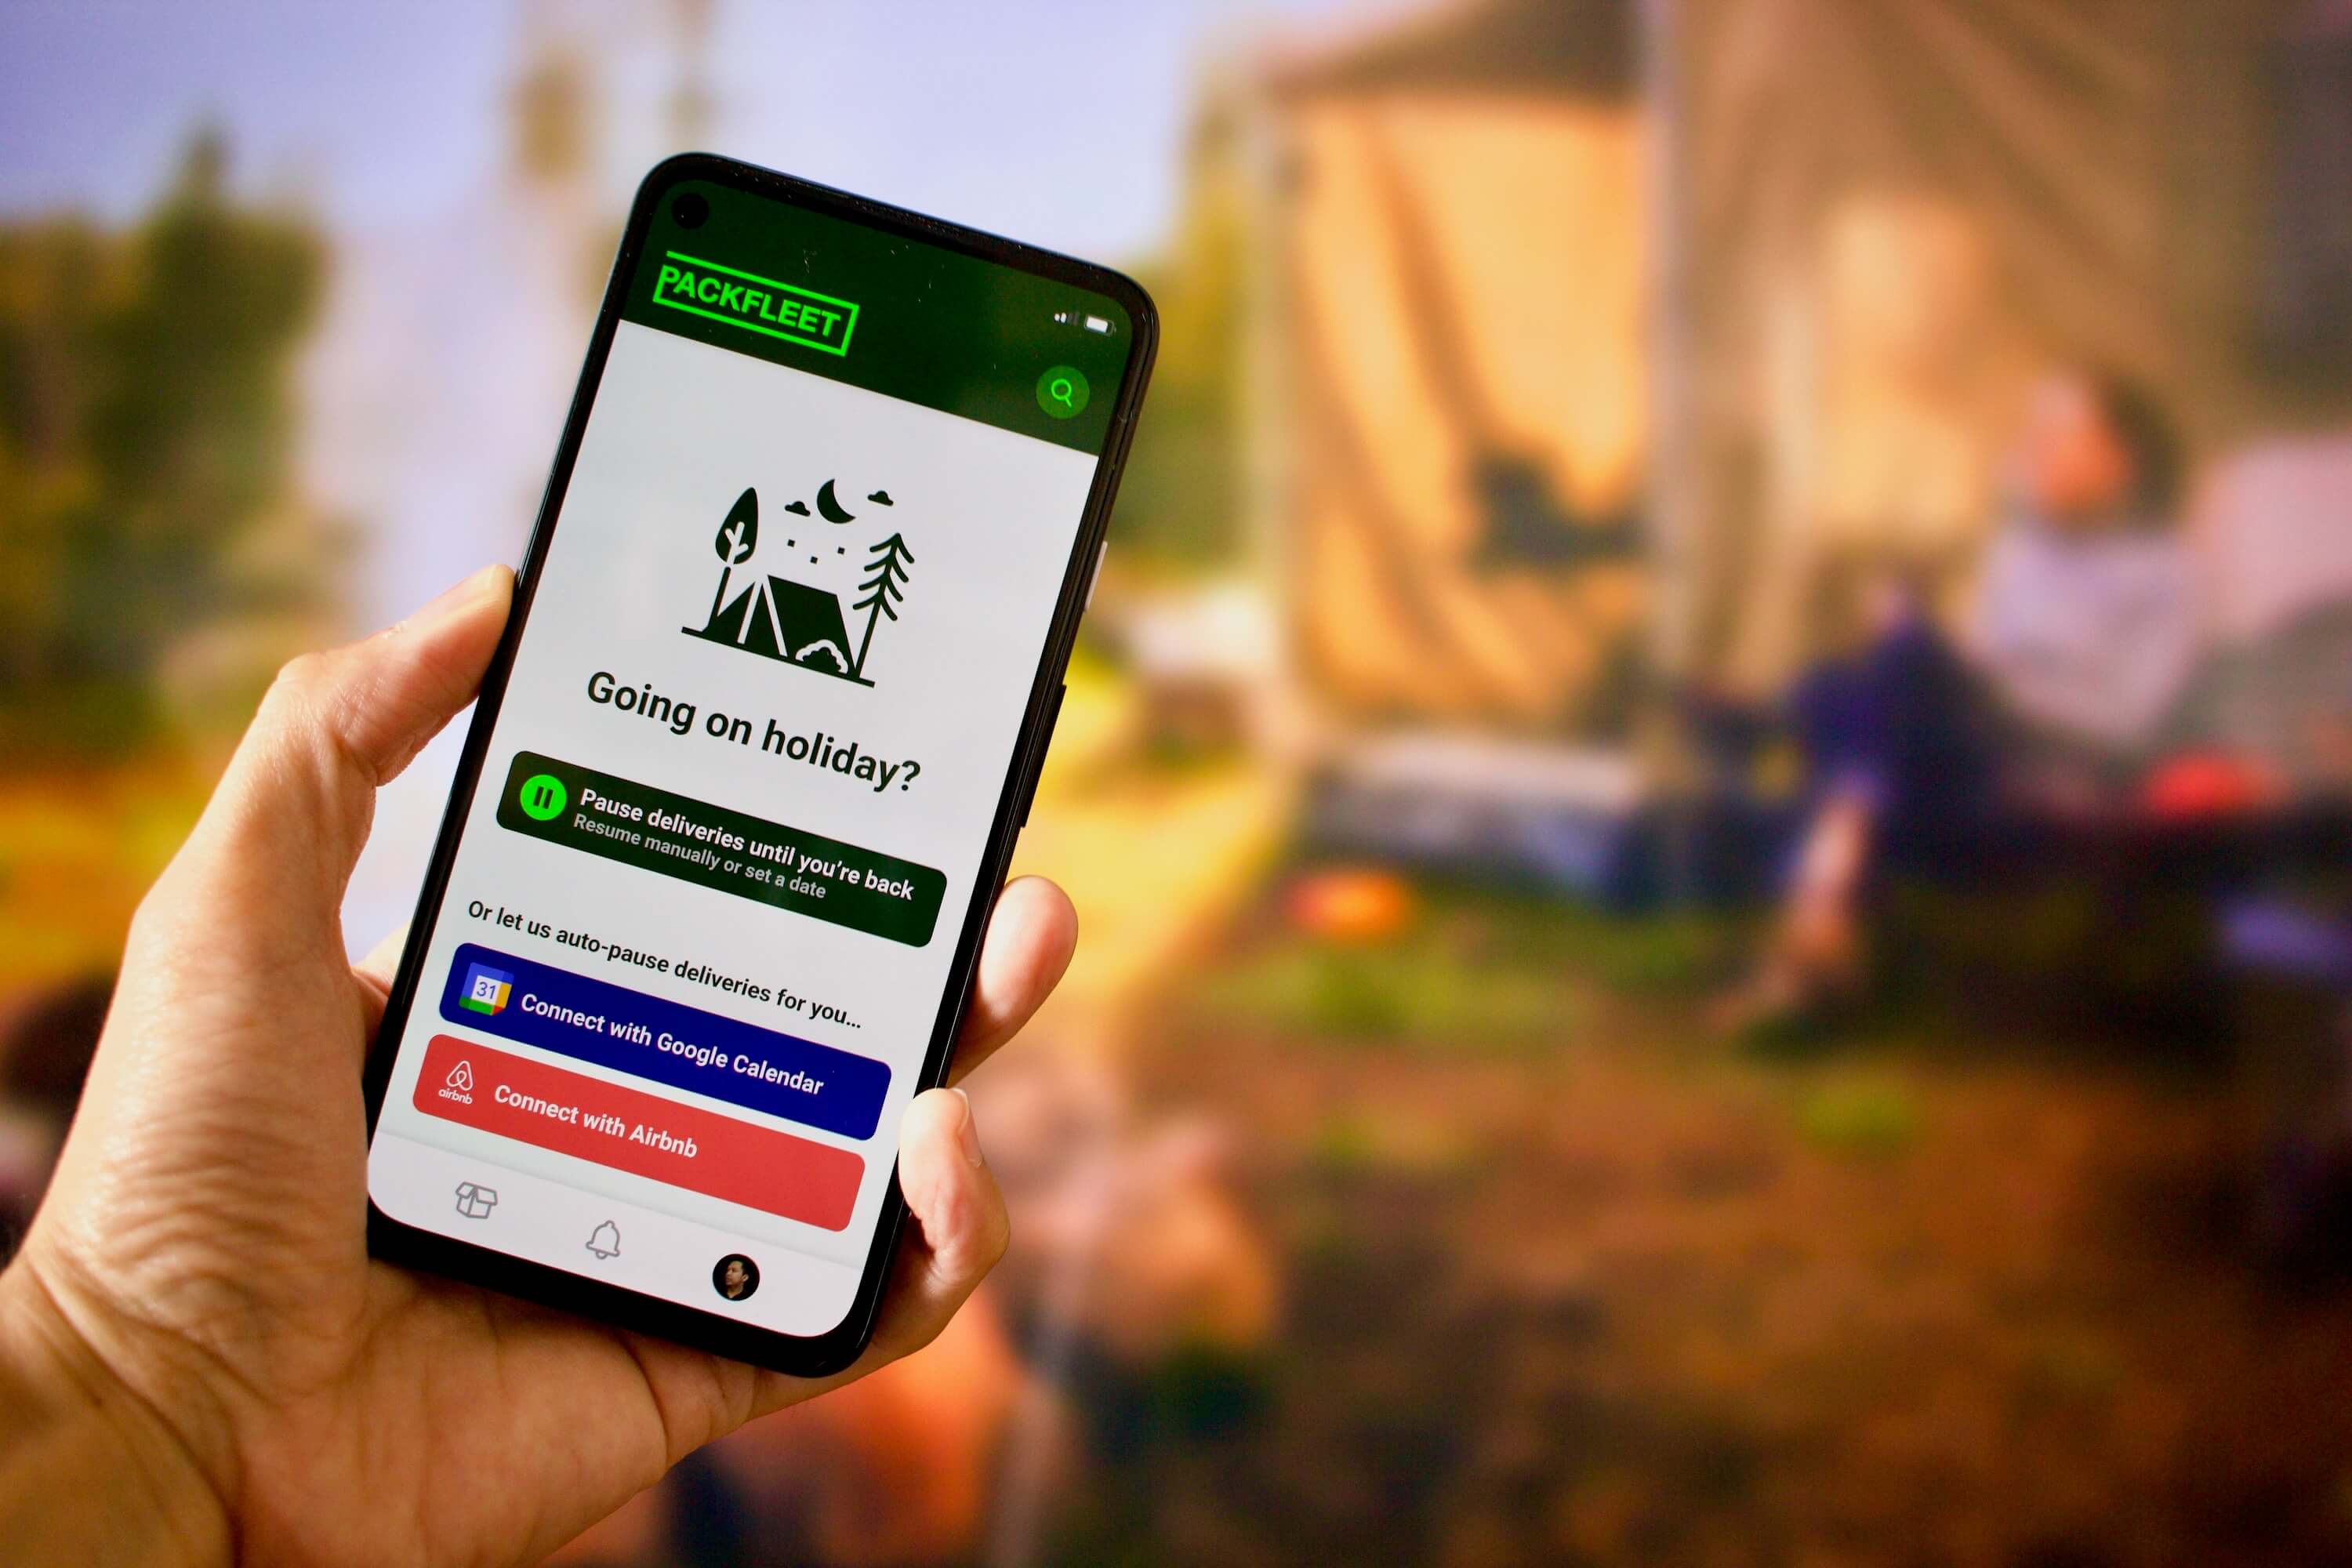 PACKFLEET
Going on holiday?
Pause deliveries until you're back
Resume manually or set a date
Or let us auto-pause deliveries for you...
31
Connect with Google Calendar
airbnb
Connect with Airbnb